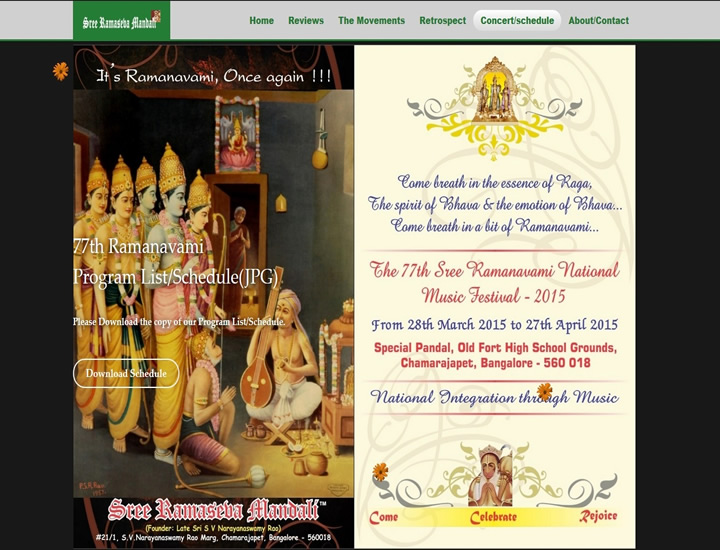 Sree Ramaseva Mandali
Home
Reviews
The Movements
Retrospect
Concert/schedule
About/Contact
It's Ramanavami, Once again !!!
77th Ramanavami
Program List/Schedule(JPG)
Please Download the copy of our Program List/Schedule.
Download Schedule
Sree Ramaseva Mandali™
(Founder: Late Sri S V Narayanaswamy Rao)
#21/1, S.V.Narayanaswamy Rao Marg, Chamarajapet, Bangalore - 560018
Come breath in the essence of Raga,
The spirit of Bhava & the emotion of Bhava...
Come breath in a bit of Ramanavami...
The 77th Sree Ramanavami National
Music Festival - 2015
From 28th March 2015 to 27th April 2015
Special Pandal, Old Fort High School Grounds,
Chamarajapet, Bangalore - 560 018
National Integration through Music
Come Celebrate Rejoice